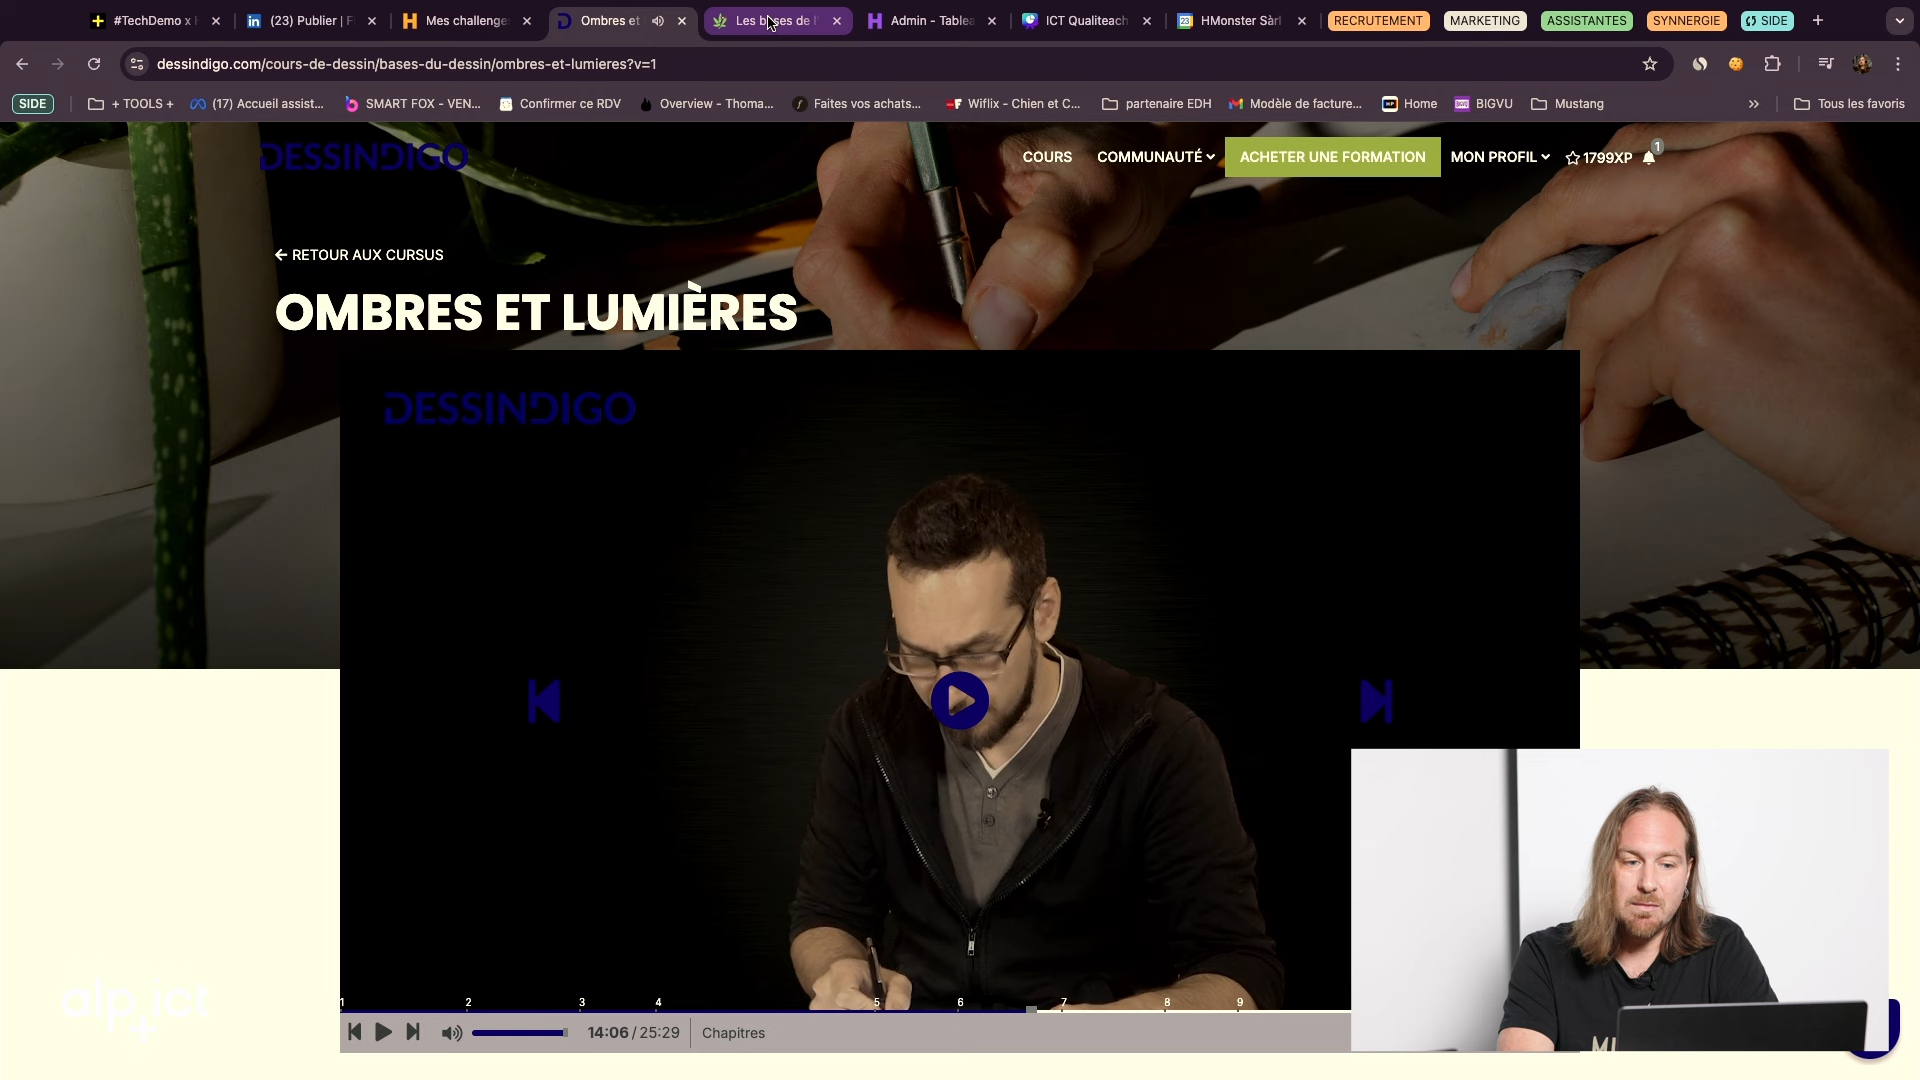 #TechDemo x
(23) Publier | F
Mes challenge
Ombres et
Les bases de l'
Admin - Tablea
ICT Qualiteach
HMonster Sàrl
RECRUTEMENT
MARKETING
ASSISTANTES
SYNNERGIE
SIDE
dessindigo.com/cours-de-dessin/bases-du-dessin/ombres-et-lumieres?v=1
SIDE
+ TOOLS +
(17) Accueil assist...
SMART FOX - VEN...
Confirmer ce RDV
Overview - Thoma...
Faites vos achats...
Wiflix - Chien et C...
partenaire EDH
Modèle de facture...
Home
BIGVU
Mustang
Tous les favoris
DESSINDIGO
COURS
COMMUNAUTÉ
ACHETER UNE FORMATION
MON PROFIL
1799XP
1
RETOUR AUX CURSUS
OMBRES ET LUMIÈRES
DESSINDIGO
1 2 3 4 5 6 7 8 9
14:06 / 25:29
Chapitres
alp ict